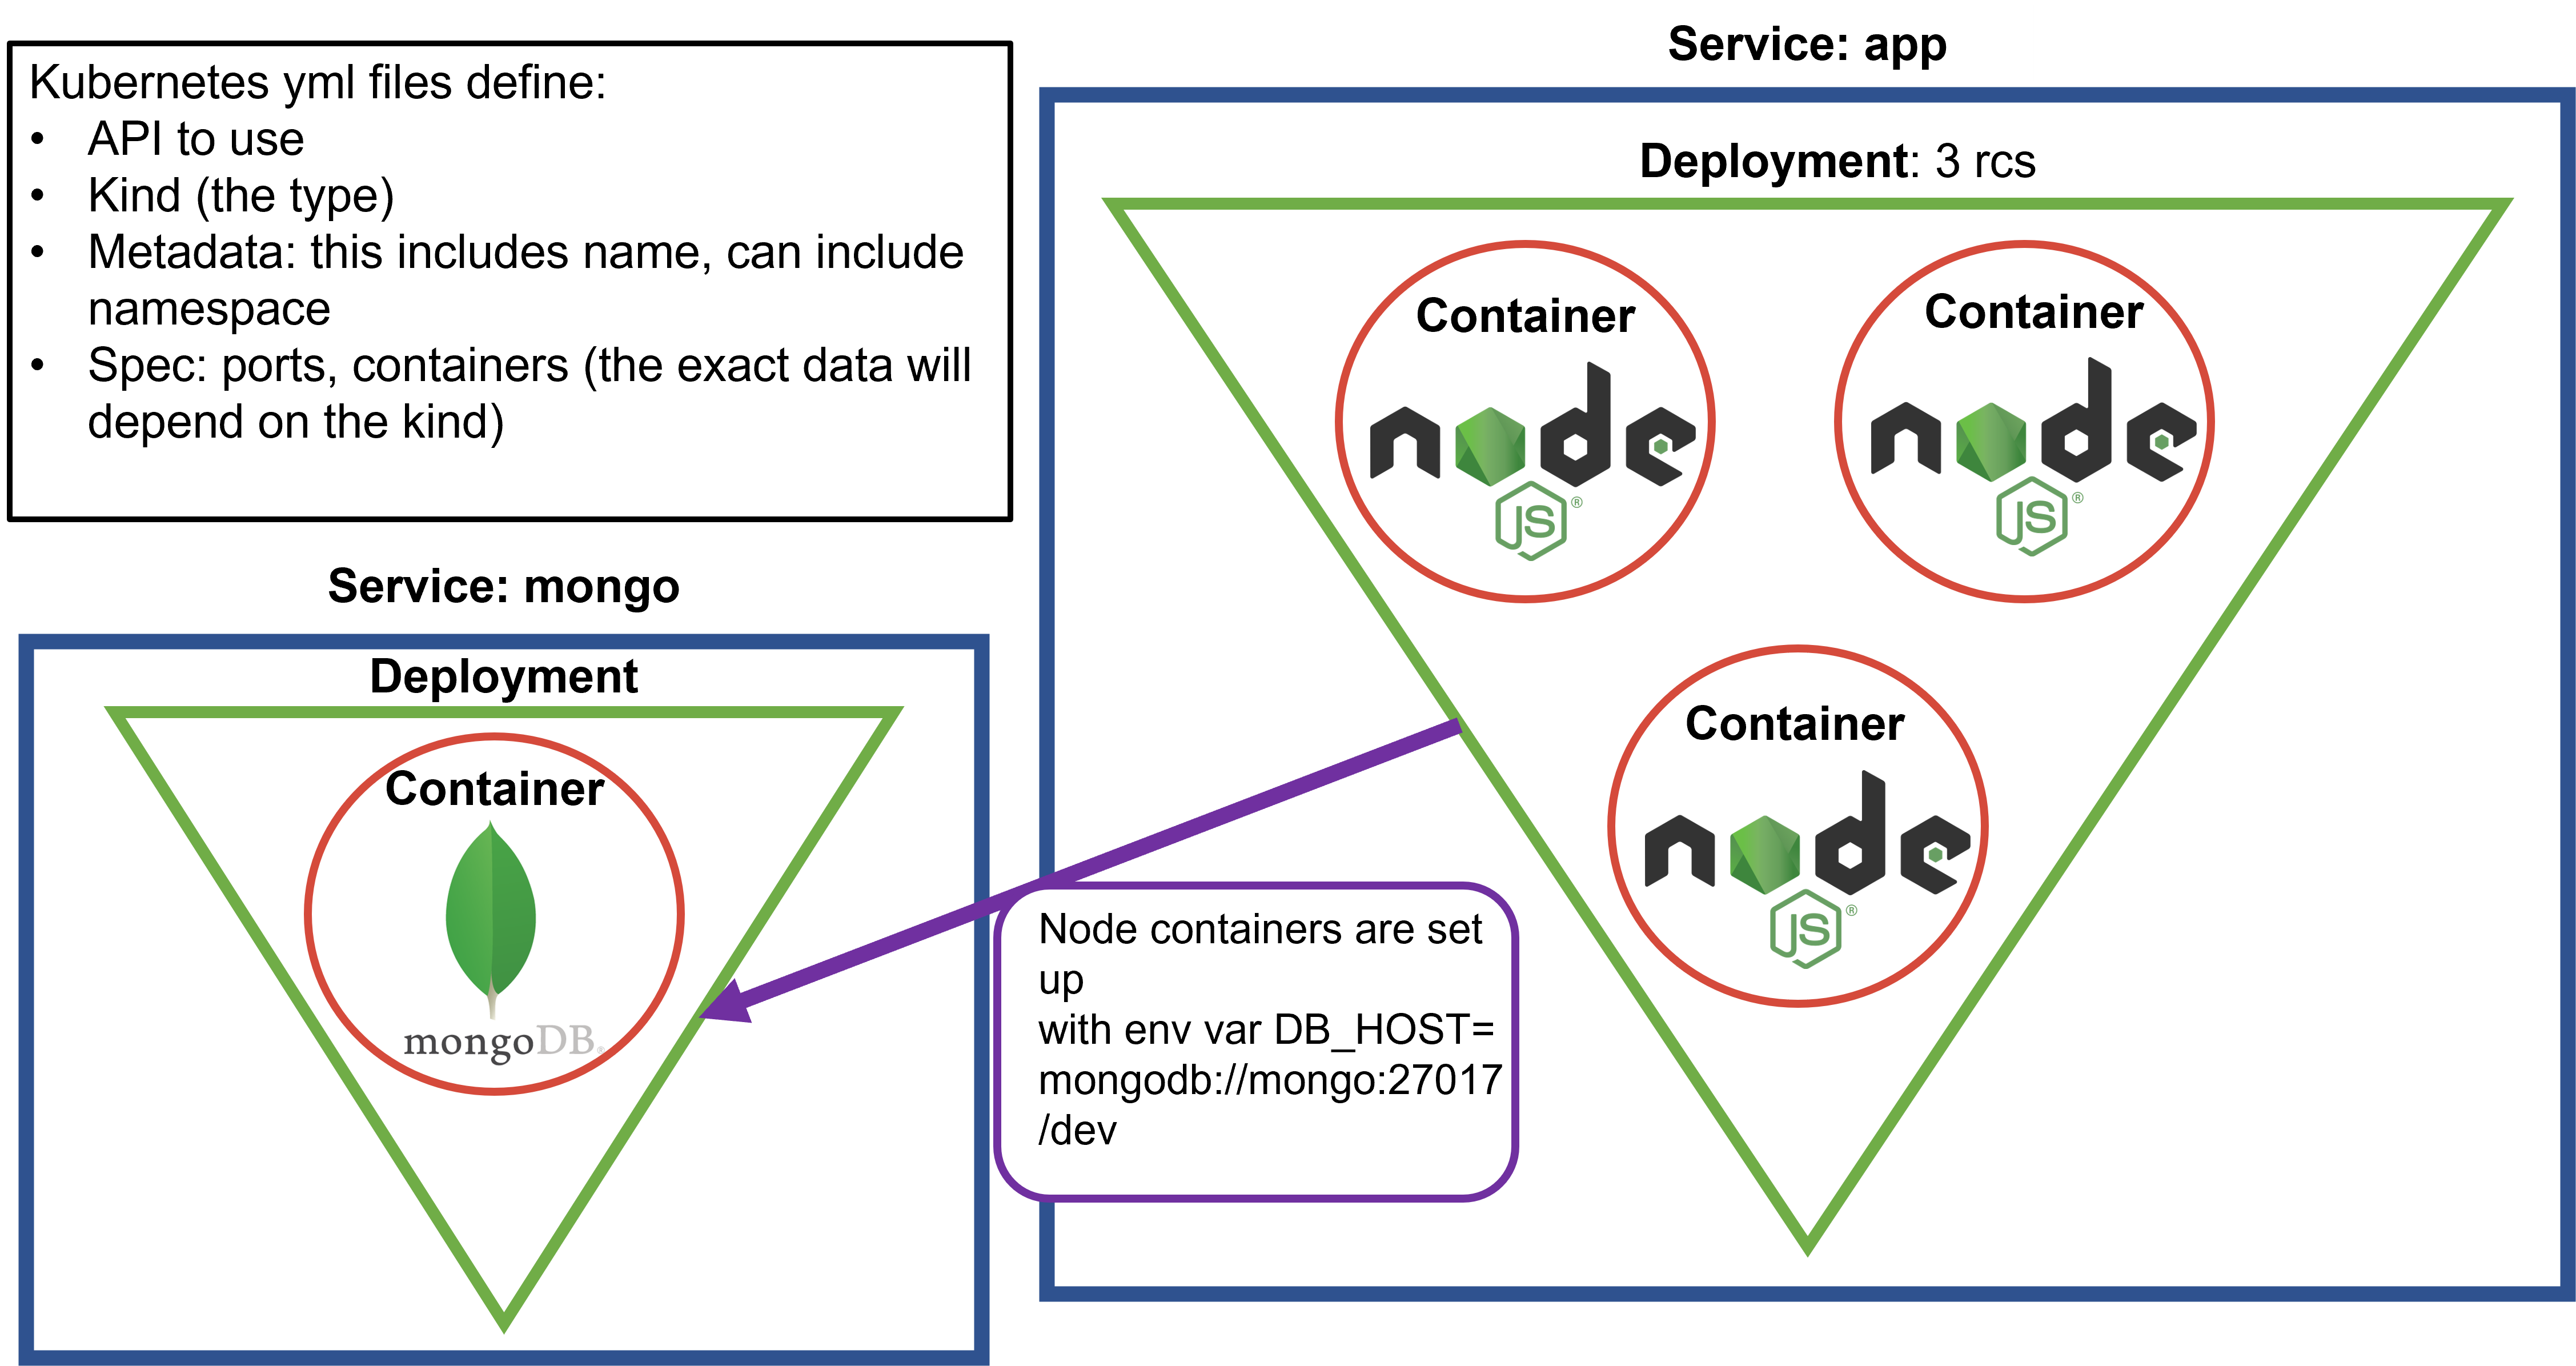 Kubernetes yml files define:
• API to use
• Kind (the type)
• Metadata: this includes name, can include
namespace
• Spec: ports, containers (the exact data will
depend on the kind)
Service: app
Deployment: 3 rcs
Container
node
JS®
Container
node
JS®
Container
node
JS®
Service: mongo
Deployment
Container
mongoDB®
Node containers are set
up
with env var DB_HOST=
mongodb://mongo:27017
/dev